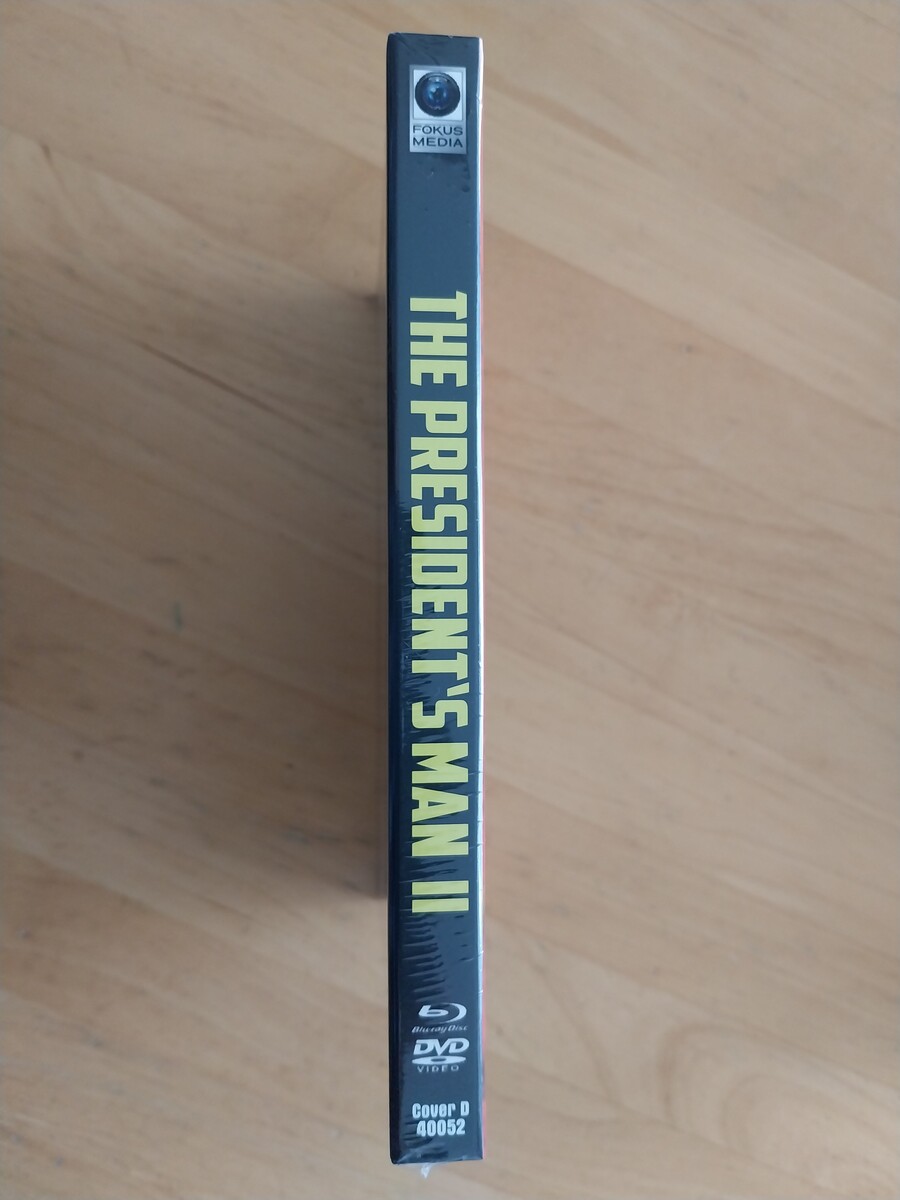 FOKUS
MEDIA
THE PRESIDENT'S MAN II
Blu-ray Disc
DVD
VIDEO
Cover D
40052